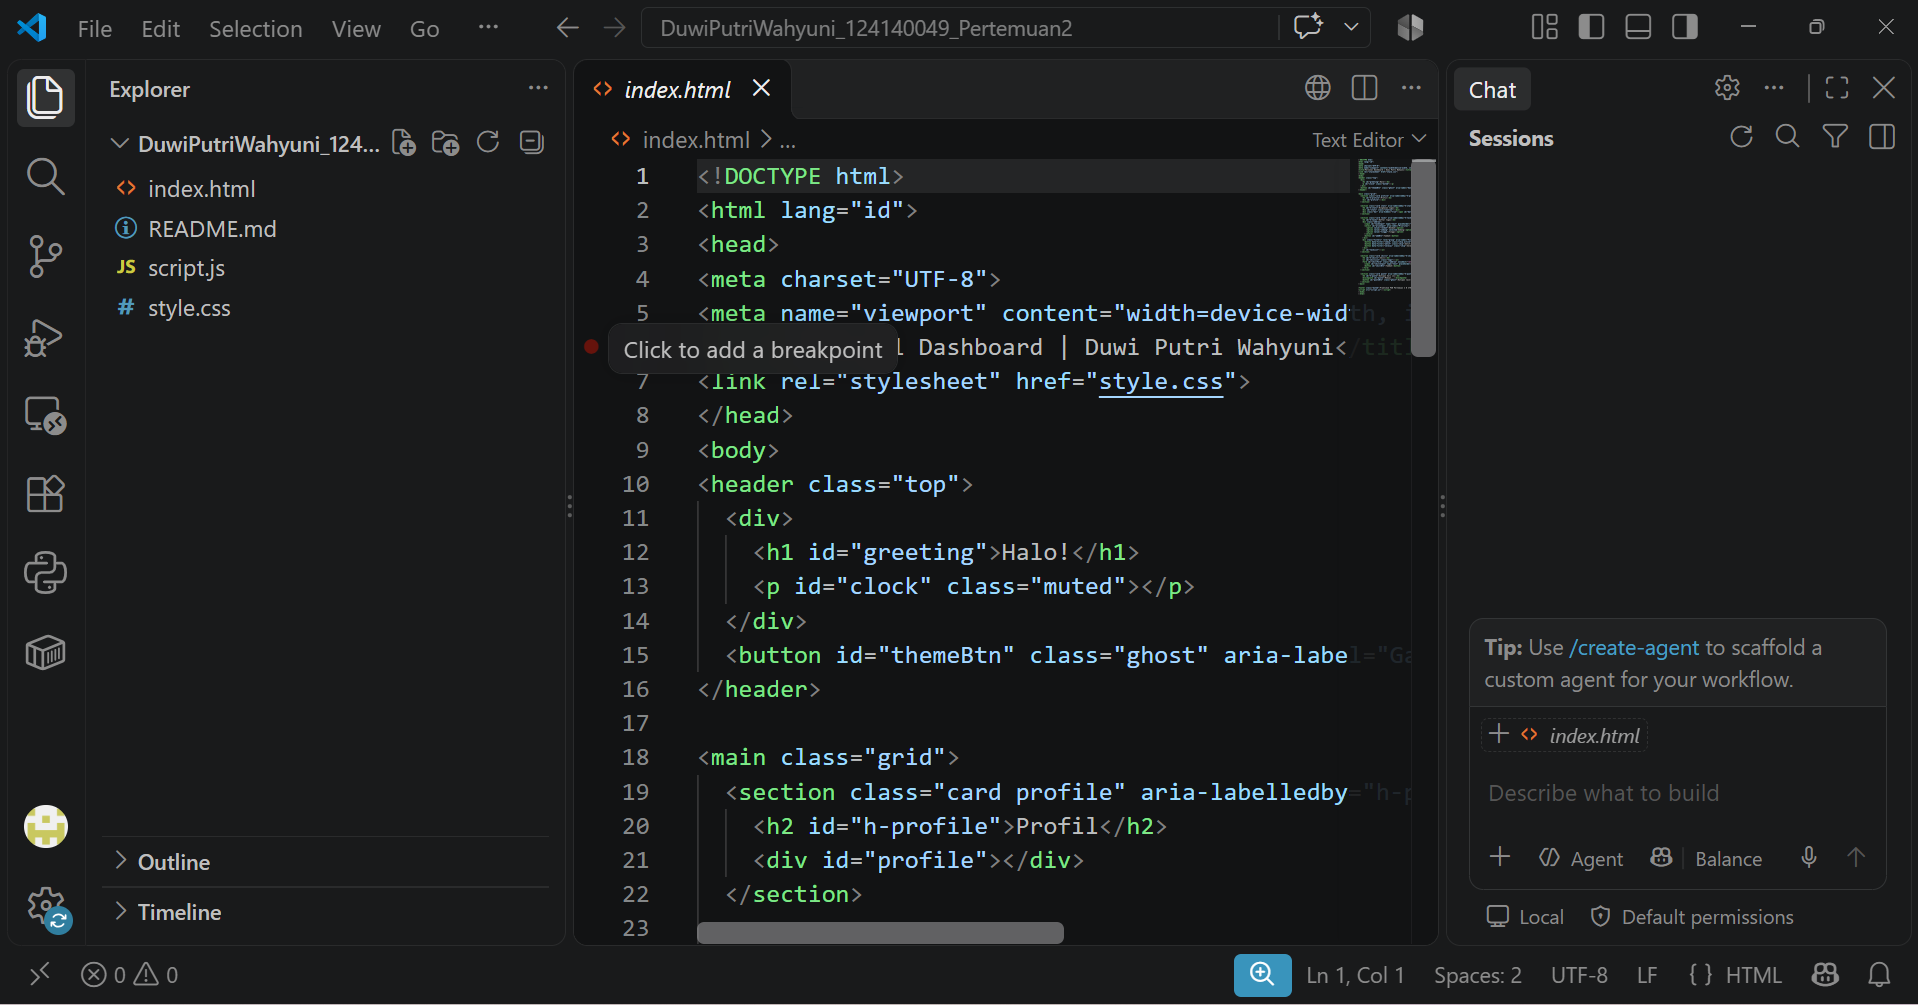 File Edit Selection View Go ...
DuwiPutriWahyuni_124140049_Pertemuan2
Explorer
DuwiPutriWahyuni_124...
index.html
README.md
JS script.js
# style.css
Outline
Timeline
index.html
index.html > ...
Text Editor
1 <!DOCTYPE html>
2 <html lang="id">
3 <head>
4 <meta charset="UTF-8">
5 <meta name="viewport" content="width=device-width, i
Click to add a breakpoint
l Dashboard | Duwi Putri Wahyuni</titl
7 <link rel="stylesheet" href="style.css">
8 </head>
9 <body>
10 <header class="top">
11 <div>
12 <h1 id="greeting">Halo!</h1>
13 <p id="clock" class="muted"></p>
14 </div>
15 <button id="themeBtn" class="ghost" aria-label="Ga
16 </header>
17
18 <main class="grid">
19 <section class="card profile" aria-labelledby="h-p
20 <h2 id="h-profile">Profil</h2>
21 <div id="profile"></div>
22 </section>
23
Chat
Sessions
Tip: Use /create-agent to scaffold a
custom agent for your workflow.
index.html
Describe what to build
Agent
Balance
Local
Default permissions
0 0
Ln 1, Col 1
Spaces: 2
UTF-8
LF
{ } HTML